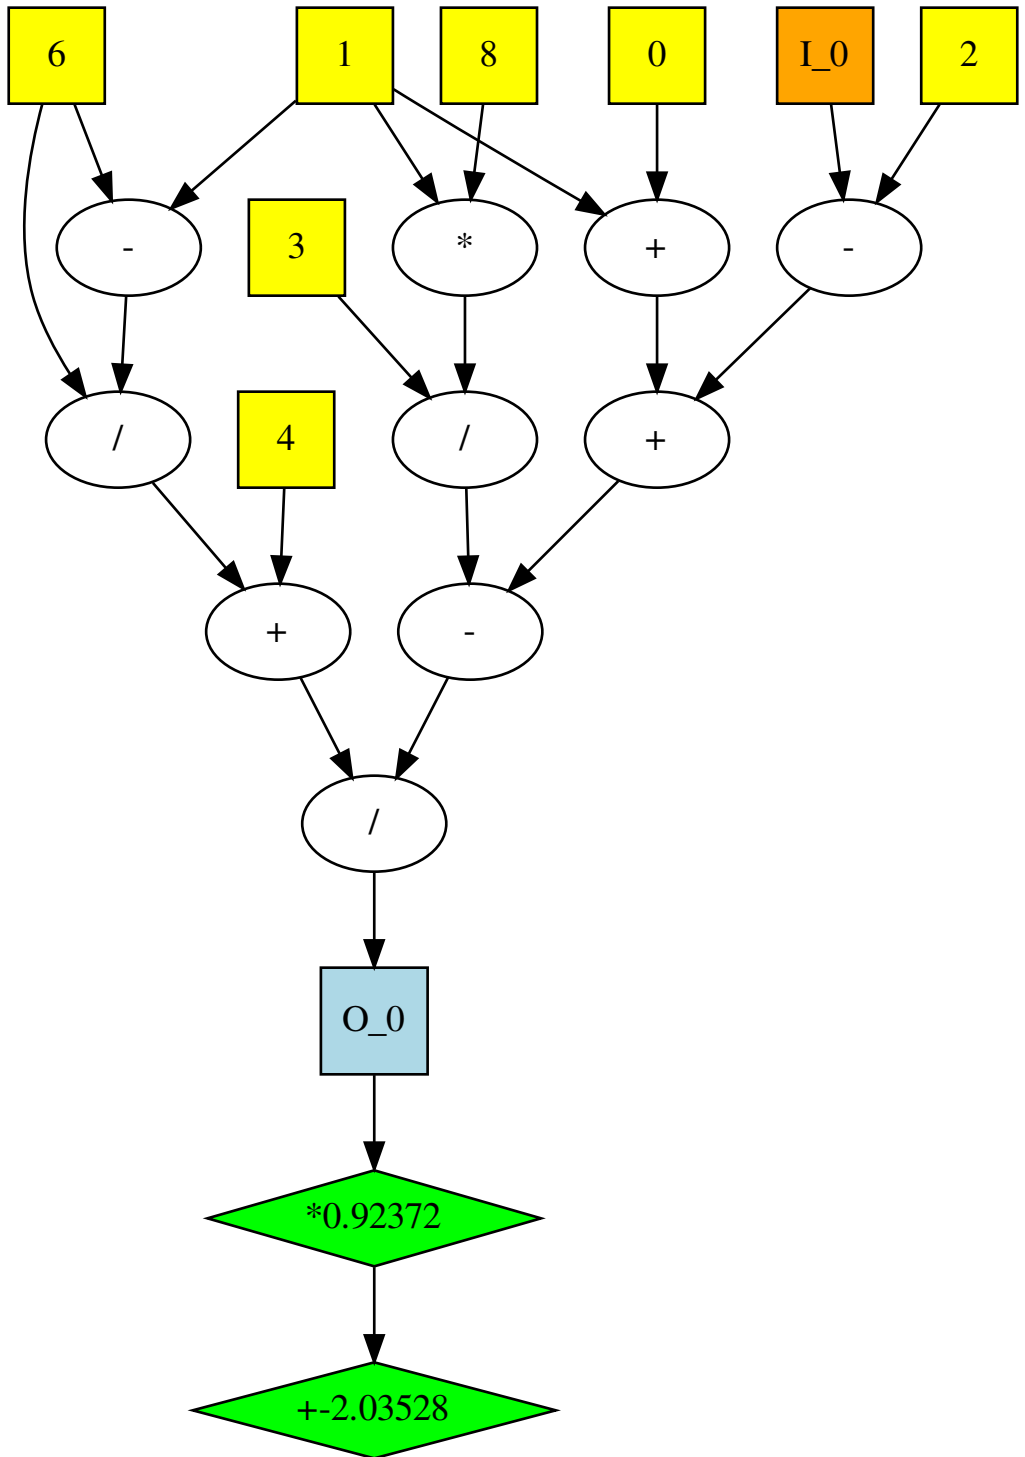 6 1 8 0 I_0 2
- 3 * + -
/ 4 / +
+ -
/
O_0
*0.92372
+-2.03528